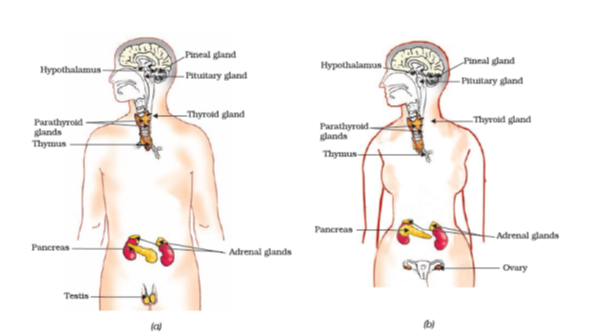 Pineal gland
Hypothalamus
Pituitary gland
Thyroid gland
Parathyroid
glands
Thymus
Pancreas
Adrenal glands
Testis
(a)
Pineal gland
Hypothalamus
Pituitary gland
Thyroid gland
Parathyroid
glands
Thymus
Pancreas
Adrenal glands
Ovary
(b)